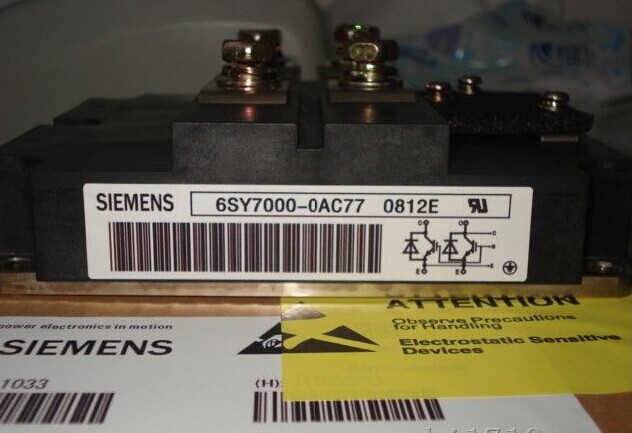 SIEMENS 6SY7000-0AC77 0812E
C C
C
G
E E E
power electronics in motion
SIEMENS
1033
(H):
ATTENTION
Observe Precautions
for Handling
Electrostatic Sensitive
Devices